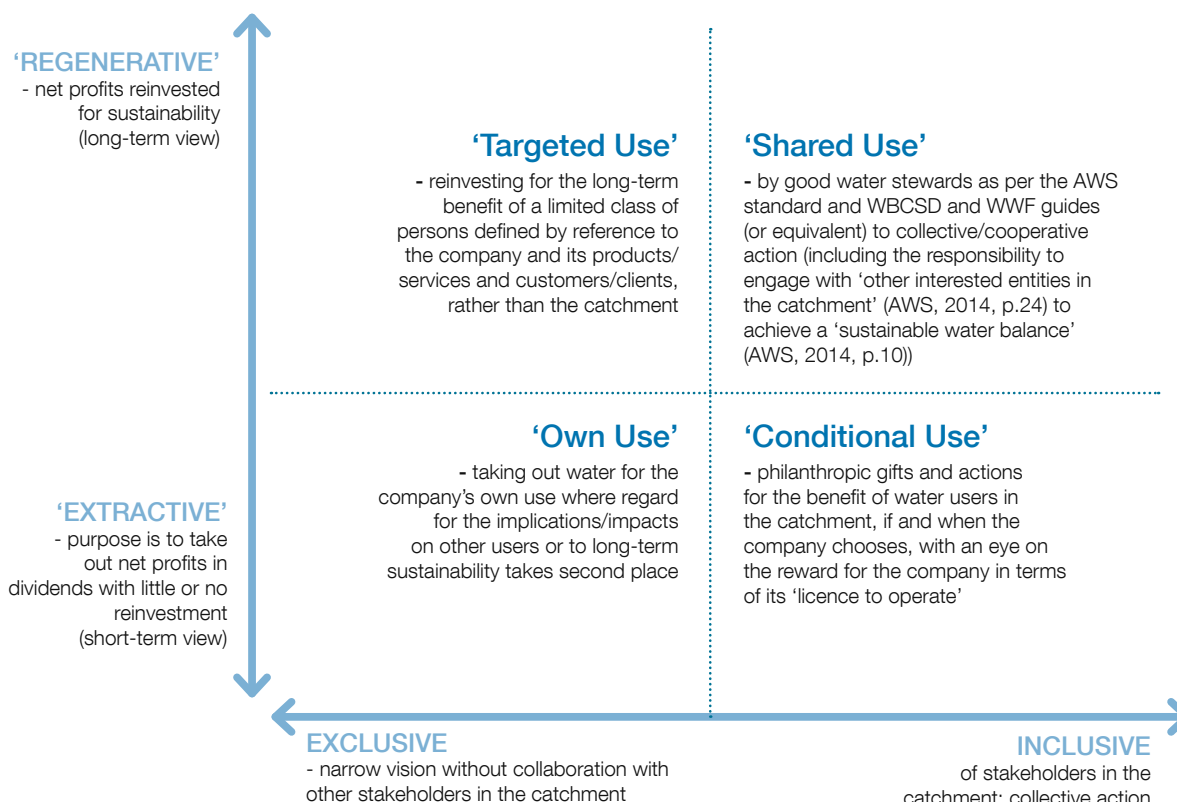 ‘REGENERATIVE’
- net profits reinvested
for sustainability
(long-term view)
‘Targeted Use’
- reinvesting for the long-term
benefit of a limited class of
persons defined by reference to
the company and its products/
services and customers/clients,
rather than the catchment
‘Shared Use’
- by good water stewards as per the AWS
standard and WBCSD and WWF guides
(or equivalent) to collective/cooperative
action (including the responsibility to
engage with ‘other interested entities in
the catchment’ (AWS, 2014, p.24) to
achieve a ‘sustainable water balance’
(AWS, 2014, p.10))
‘EXTRACTIVE’
- purpose is to take
out net profits in
dividends with little or no
reinvestment
(short-term view)
‘Own Use’
- taking out water for the
company’s own use where regard
for the implications/impacts
on other users or to long-term
sustainability takes second place
‘Conditional Use’
- philanthropic gifts and actions
for the benefit of water users in
the catchment, if and when the
company chooses, with an eye on
the reward for the company in terms
of its ‘licence to operate’
EXCLUSIVE
- narrow vision without collaboration with
other stakeholders in the catchment
INCLUSIVE
of stakeholders in the
catchment; collective action